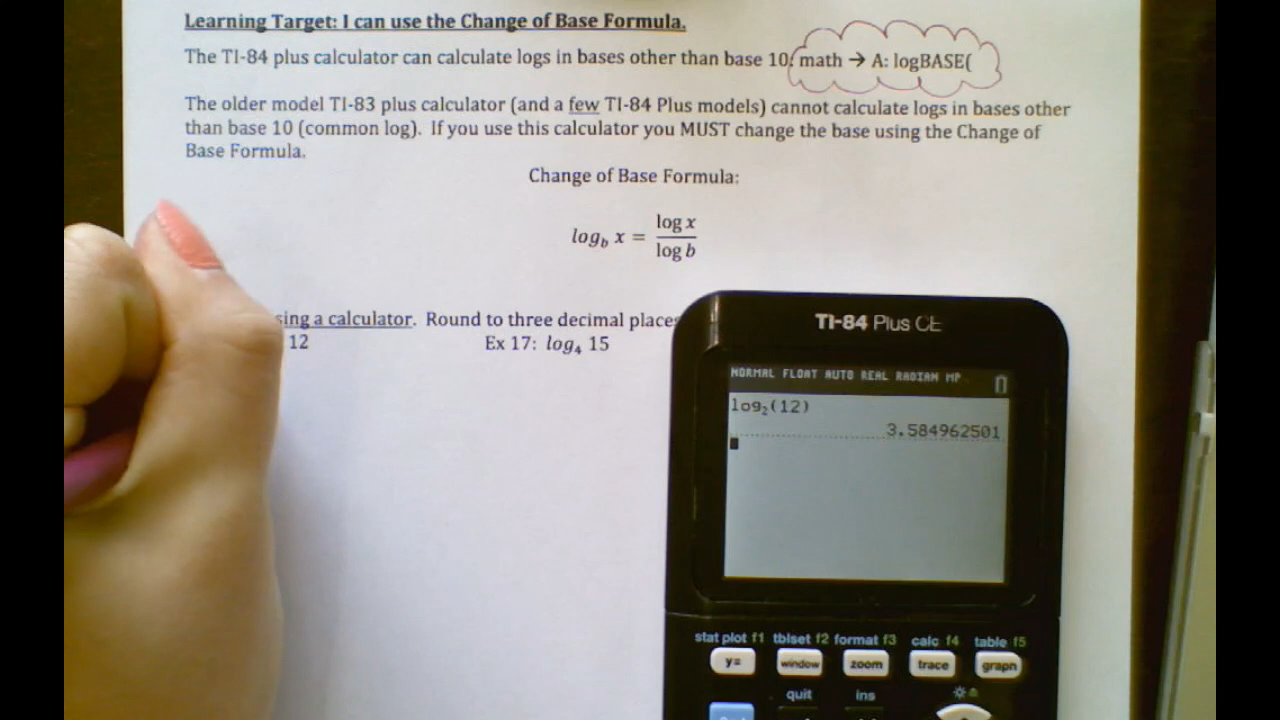 Learning Target: I can use the Change of Base Formula.
The TI-84 plus calculator can calculate logs in bases other than base 10: math → A: logBASE(
The older model TI-83 plus calculator (and a few TI-84 Plus models) cannot calculate logs in bases other
than base 10 (common log). If you use this calculator you MUST change the base using the Change of
Base Formula.
Change of Base Formula:
log_b x = log x / log b
sing a calculator. Round to three decimal places
12 Ex 17: log₄ 15
TI-84 Plus CE
NORMAL FLOAT AUTO REAL RADIAN MP
log₂(12)
3.584962501
stat plot f1 tblset f2 format f3 calc f4 table f5
y= window zoom trace graph
quit ins